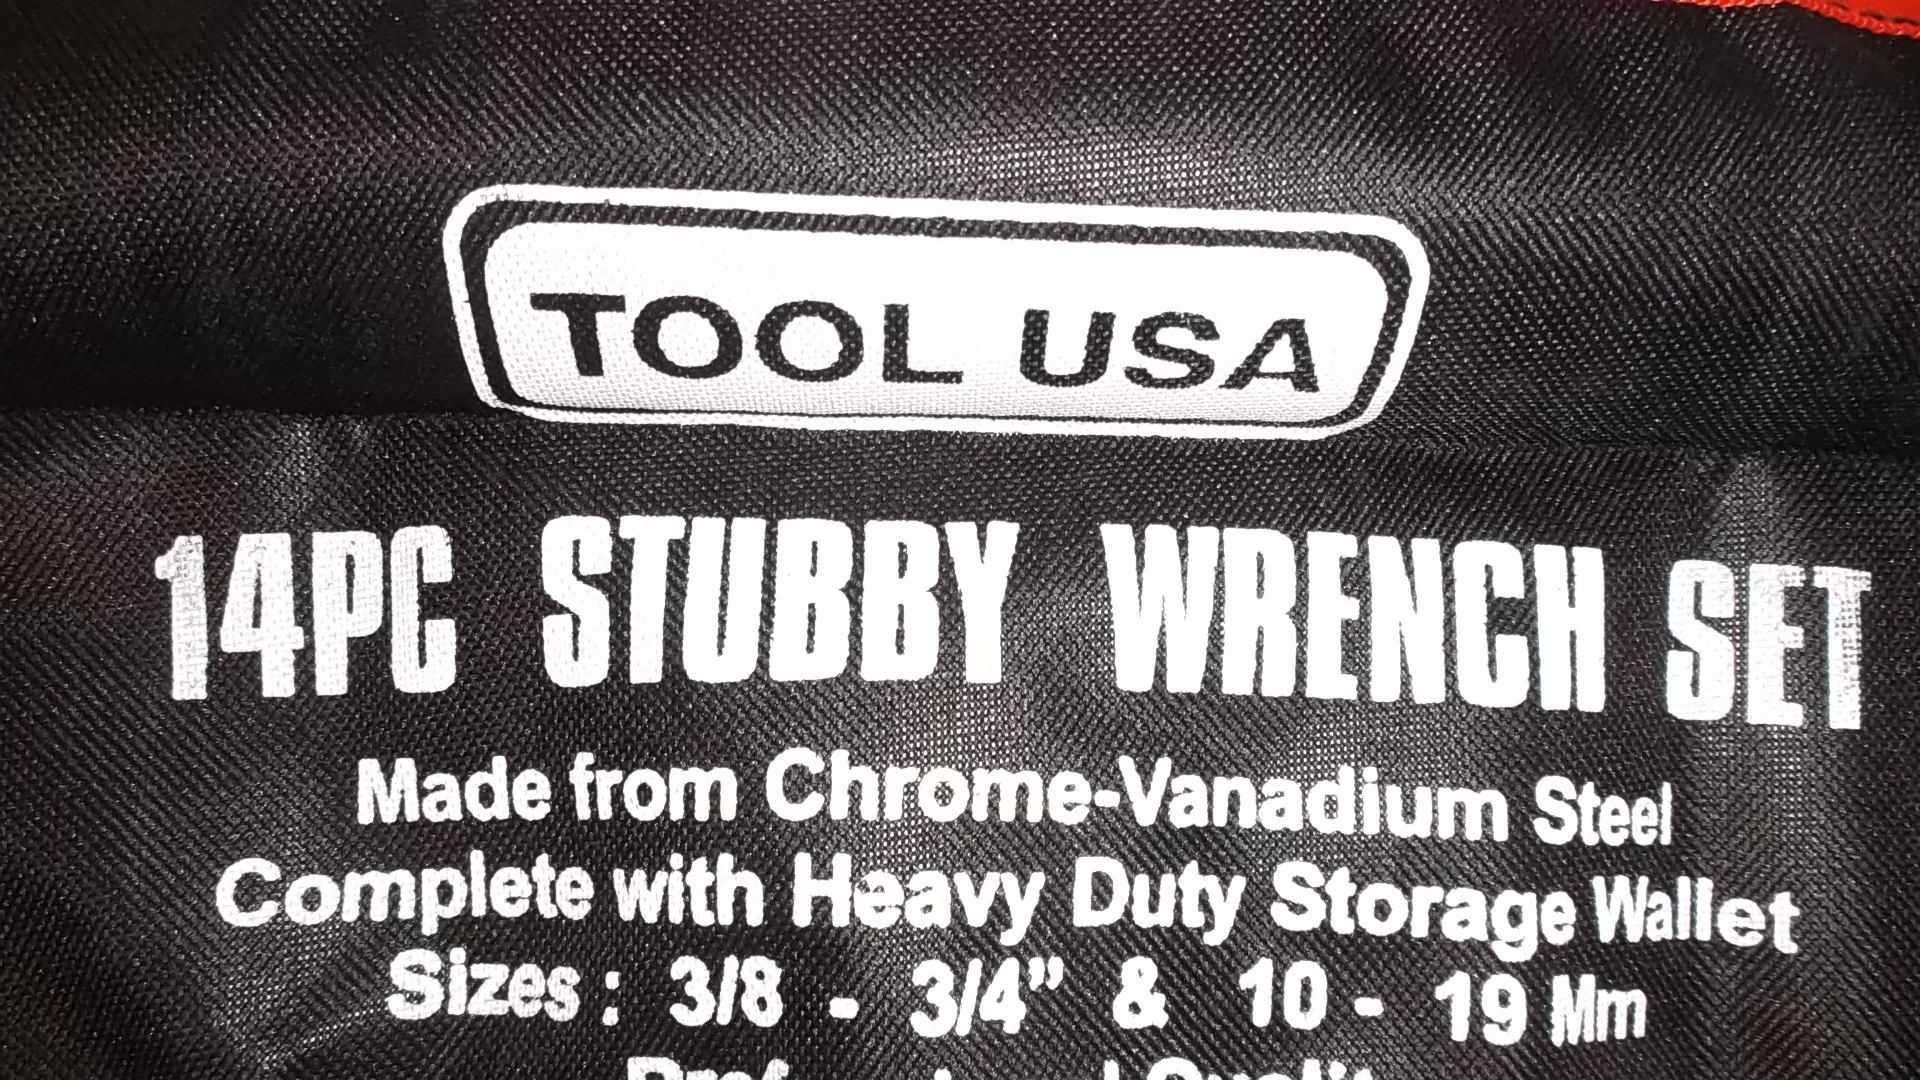 TOOL USA
14PC STUBBY WRENCH SET
Made from Chrome-Vanadium Steel
Complete with Heavy Duty Storage Wallet
Sizes : 3/8 - 3/4” & 10 - 19 Mm